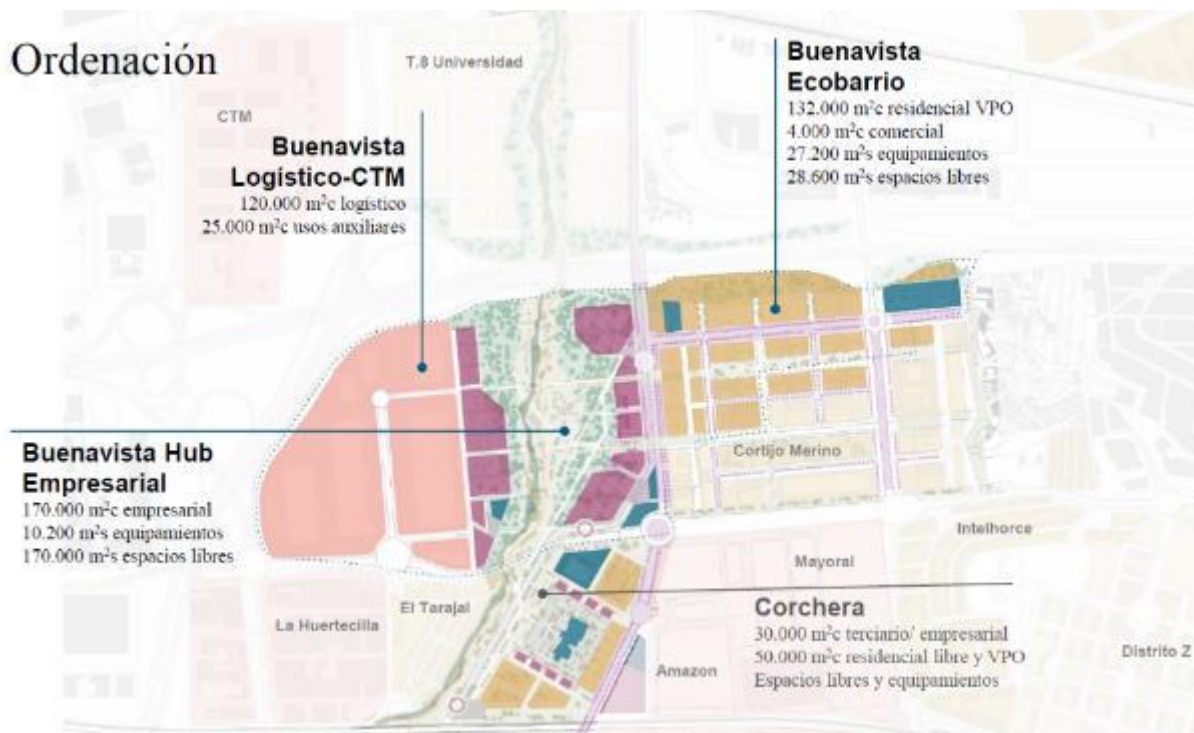 Ordenación
T.8 Universidad
CTM
Buenavista
Logístico-CTM
120.000 m²c logístico
25.000 m²c usos auxiliares
Buenavista
Ecobarrio
132.000 m²c residencial VPO
4.000 m²c comercial
27.200 m²s equipamientos
28.600 m²s espacios libres
Buenavista Hub
Empresarial
170.000 m²c empresarial
10.200 m²s equipamientos
170.000 m²s espacios libres
Cortijo Merino
Intelhorce
Mayoral
El Tarajal
La Huertecilla
Corchera
30.000 m²c terciario/ empresarial
50.000 m²c residencial libre y VPO
Espacios libres y equipamientos
Amazon
Distrito Z